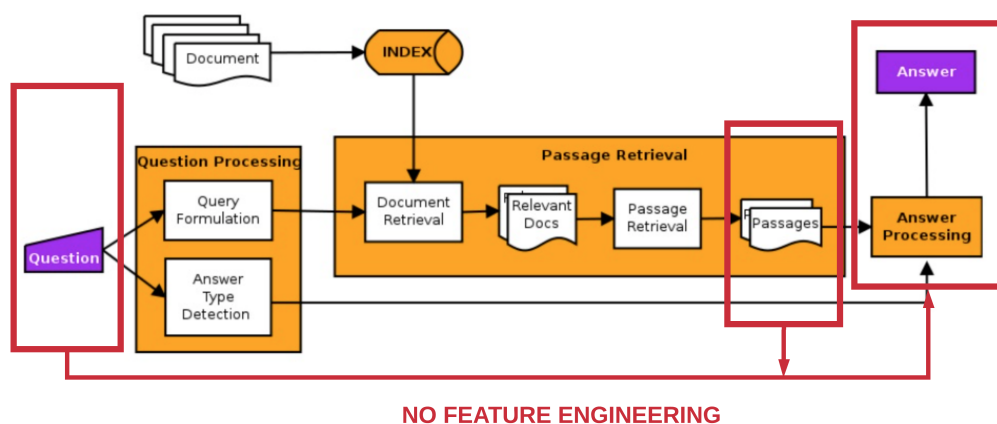 Document
INDEX
Answer
Question Processing
Passage Retrieval
Query
Formulation
Document
Retrieval
Relevant
Docs
Passage
Retrieval
Passages
Answer
Processing
Question
Answer
Type
Detection
NO FEATURE ENGINEERING